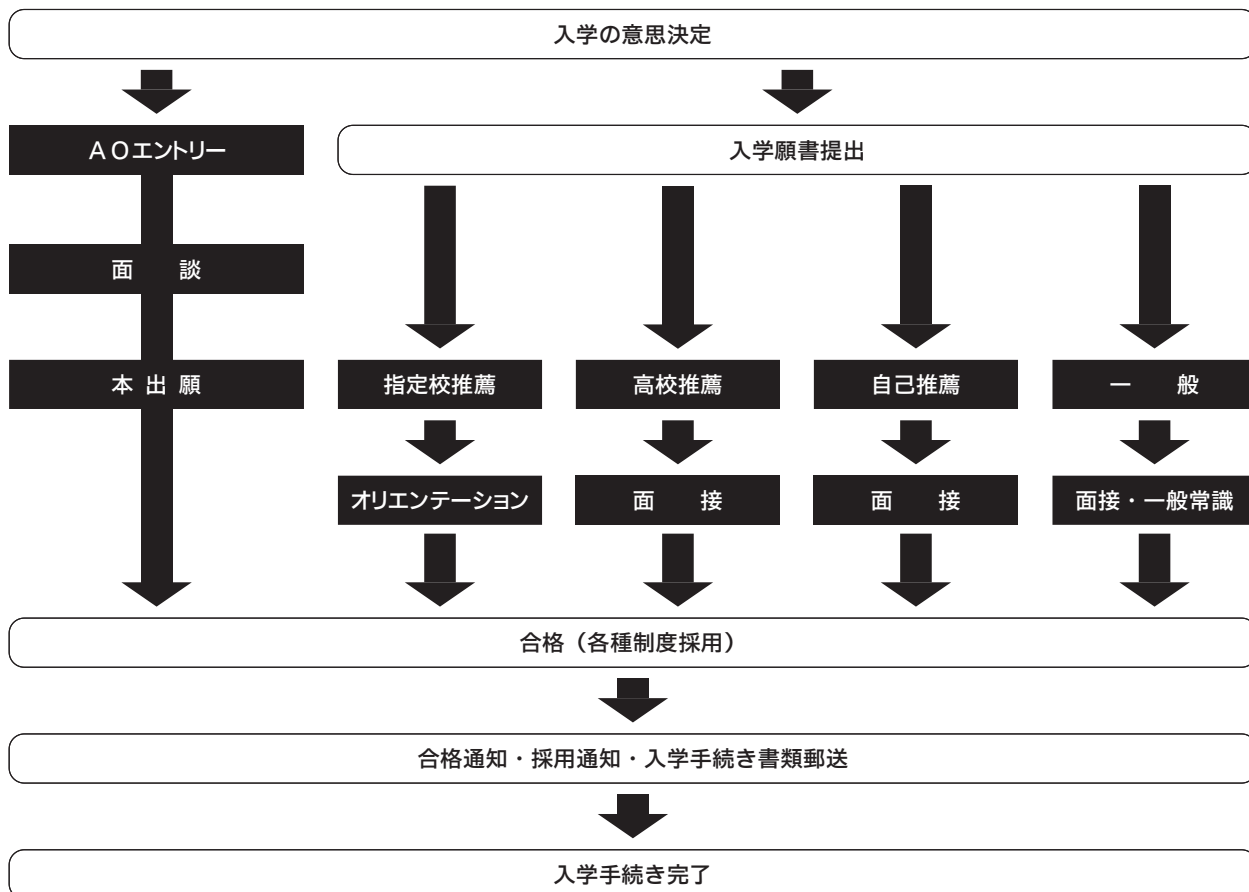 入学の意思決定
AOエントリー
入学願書提出
面　談
本出願
指定校推薦
高校推薦
自己推薦
一　般
オリエンテーション
面　接
面　接
面接・一般常識
合格（各種制度採用）
合格通知・採用通知・入学手続き書類郵送
入学手続き完了